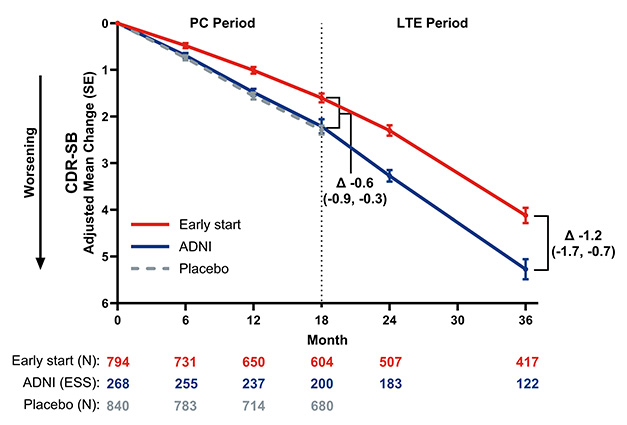 PC Period LTE Period
0
1
2
3
4
5
6
Worsening
CDR-SB
Adjusted Mean Change (SE)
Δ -0.6
(-0.9, -0.3)
Δ -1.2
(-1.7, -0.7)
Early start
ADNI
Placebo
0 6 12 18 24 30 36
Month
Early start (N): 794 731 650 604 507 417
ADNI (ESS): 268 255 237 200 183 122
Placebo (N): 840 783 714 680